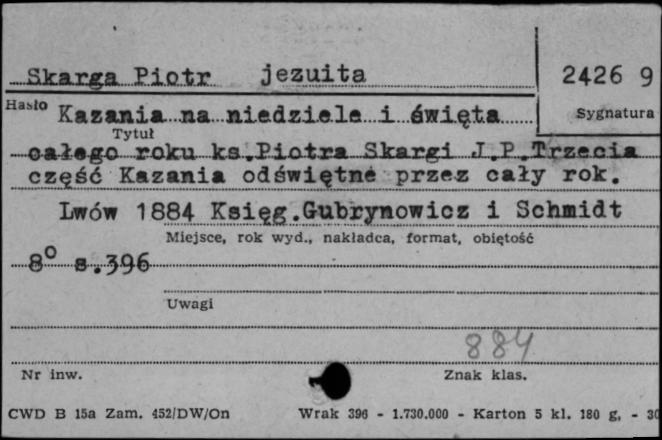 Skarga Piotr jezuita
2426 9
Hasło
Sygnatura
Kazania na niedziele i święta
Tytuł
całego roku ks.Piotra Skargi J.P.Trzecia
część Kazania odświętne przez cały rok.
Lwów 1884 Księg.Gubrynowicz i Schmidt
Miejsce, rok wyd., nakładca, format, objętość
8° s.396
Uwagi
884
Nr inw.
Znak klas.
CWD B 15a Zam. 452/DW/On Wrak 396 - 1.730.000 - Karton 5 kl. 180 g, - 30